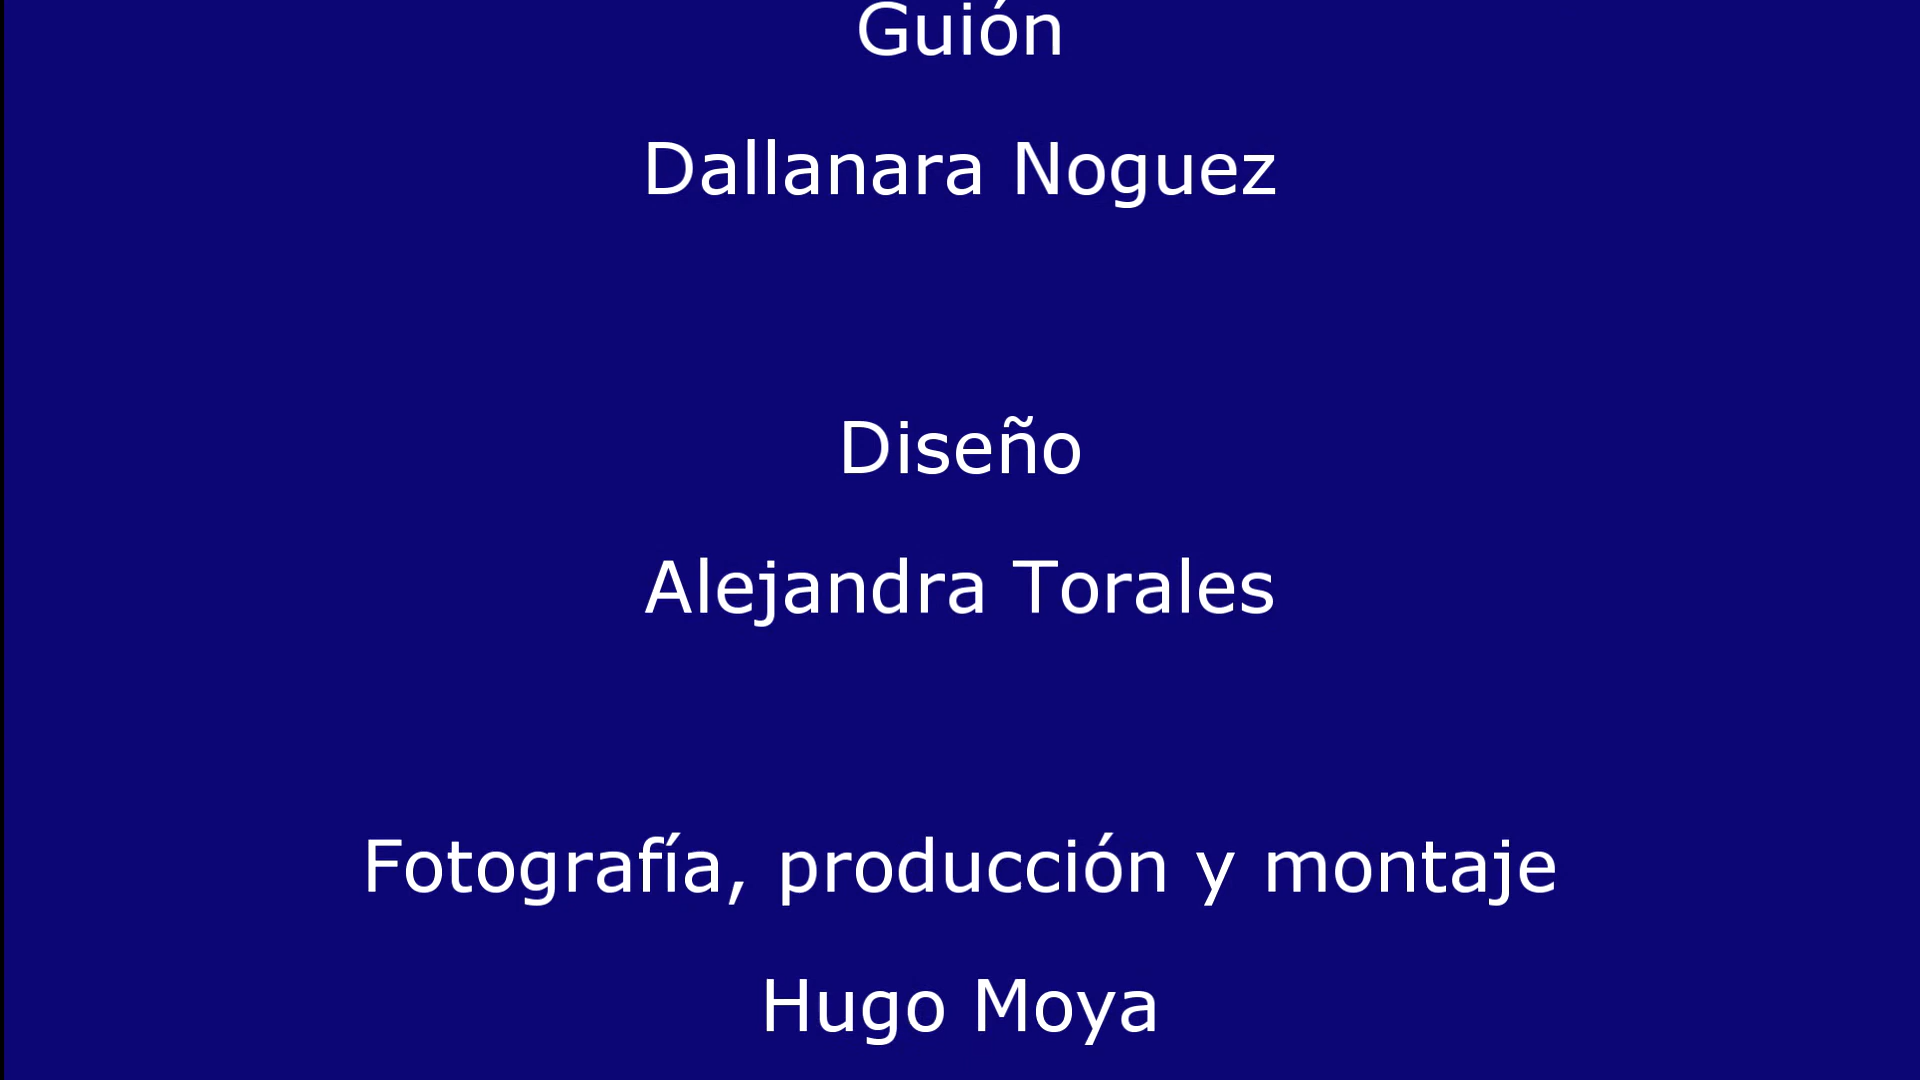 Guión
Dallanara Noguez
Diseño
Alejandra Torales
Fotografía, producción y montaje
Hugo Moya